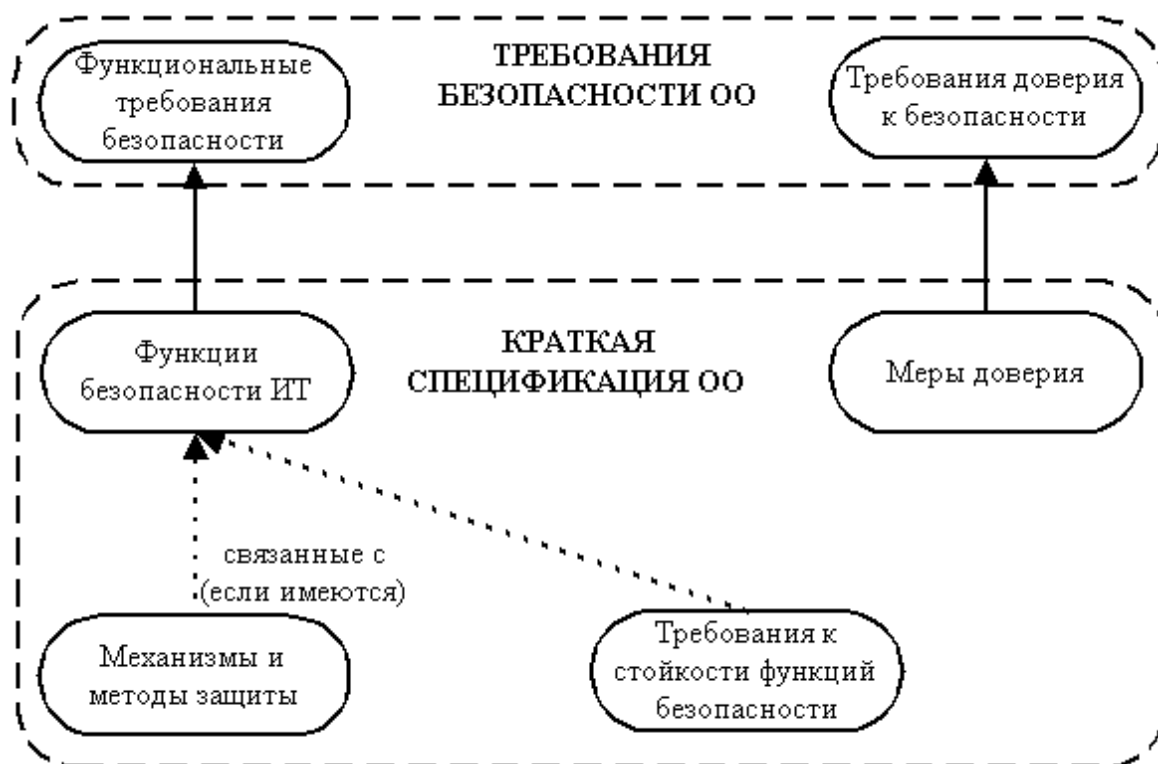 Функциональные
требования
безопасности
ТРЕБОВАНИЯ
БЕЗОПАСНОСТИ ОО
Требования доверия
к безопасности
Функции
безопасности ИТ
КРАТКАЯ
СПЕЦИФИКАЦИЯ ОО
Меры доверия
связанные с
(если имеются)
Механизмы и
методы защиты
Требования к
стойкости функций
безопасности